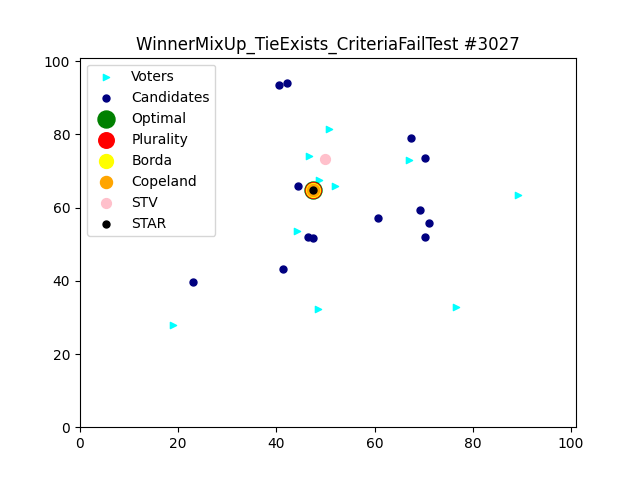 WinnerMixUp_TieExists_CriteriaFailTest #3027
Voters
Candidates
Optimal
Plurality
Borda
Copeland
STV
STAR
100
80
60
40
20
0
0 20 40 60 80 100